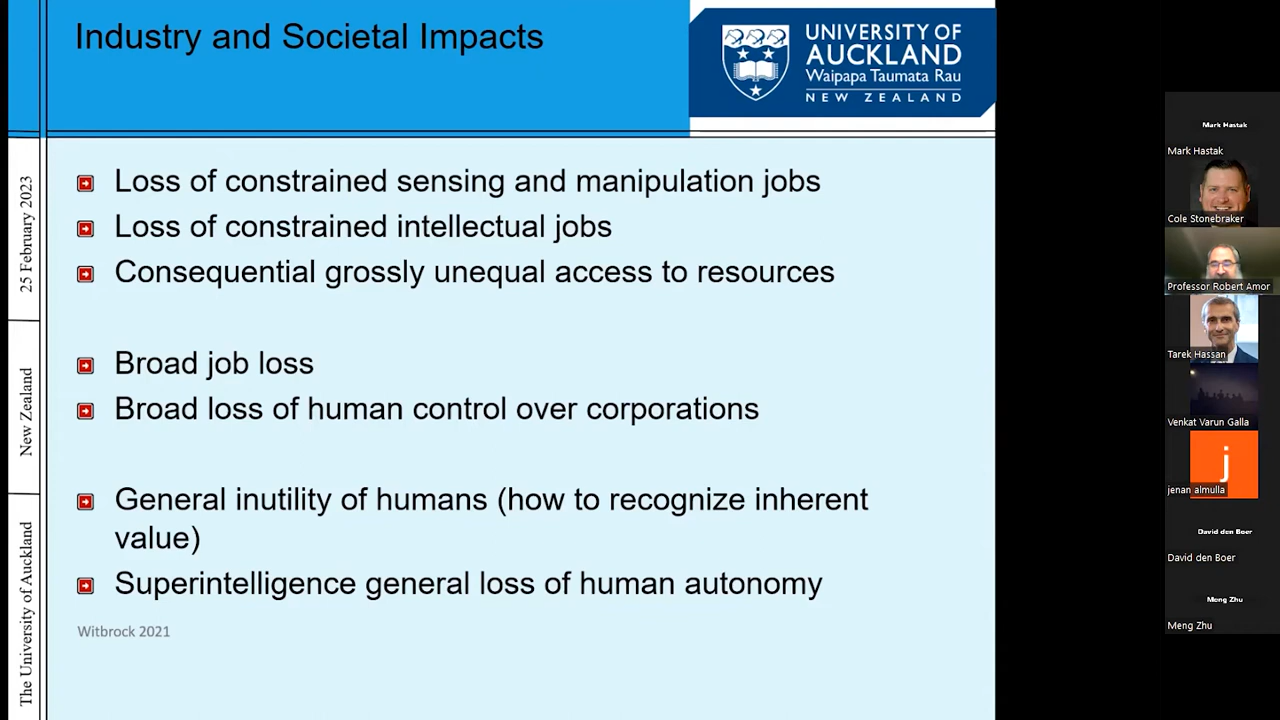 Industry and Societal Impacts
UNIVERSITY OF
AUCKLAND
Waipapa Taumata Rau
NEW ZEALAND
25 February 2023
New Zealand
The University of Auckland
Loss of constrained sensing and manipulation jobs
Loss of constrained intellectual jobs
Consequential grossly unequal access to resources
Broad job loss
Broad loss of human control over corporations
General inutility of humans (how to recognize inherent
value)
Superintelligence general loss of human autonomy
Witbrock 2021
Mark Hastak
Mark Hastak
Cole Stonebraker
Professor Robert Amor
Tarek Hassan
Venkat Varun Galla
j
jenan almulla
David den Boer
David den Boer
Meng Zhu
Meng Zhu